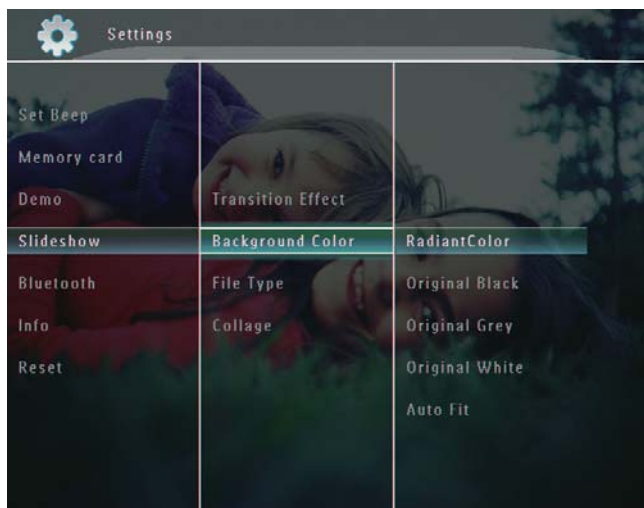 Settings
Set Beep
Memory card
Demo
Slideshow
Bluetooth
Info
Reset
Transition Effect
Background Color
File Type
Collage
RadiantColor
Original Black
Original Grey
Original White
Auto Fit